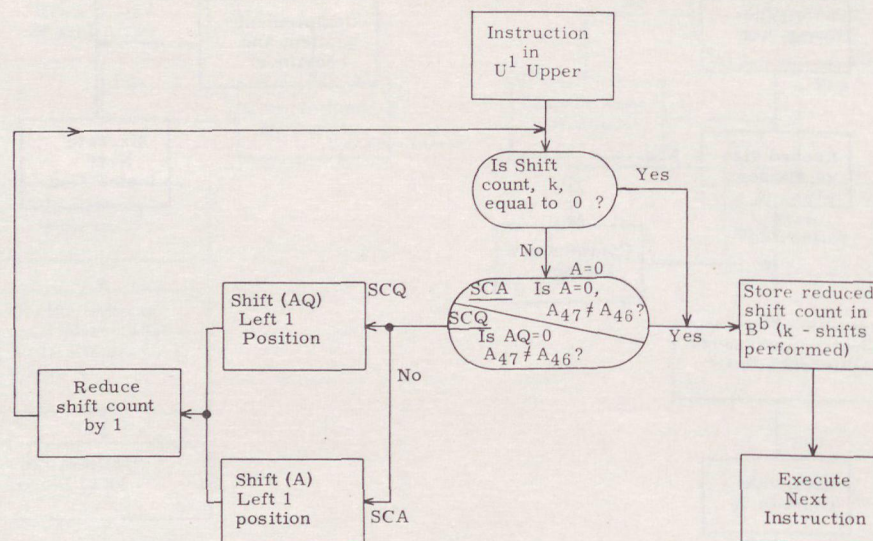 Instruction
in
U¹ Upper
Is Shift
count, k,
equal to 0 ?
Yes
No
A=0
SCA Is A=0,
A₄₇ ≠ A₄₆?
SCQ
Is AQ=0
A₄₇ ≠ A₄₆?
Yes
Store reduced
shift count in
Bᵇ (k - shifts
performed)
Execute
Next
Instruction
SCQ
Shift (AQ)
Left 1
Position
No
Reduce
shift count
by 1
Shift (A)
Left 1
position
SCA